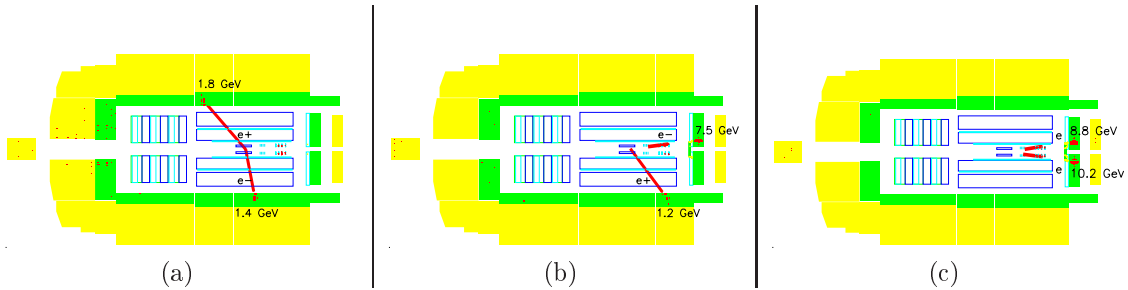 1.8 GeV
e+
e−
1.4 GeV
(a)
e−
7.5 GeV
e+
1.2 GeV
(b)
e
8.8 GeV
e
10.2 GeV
(c)